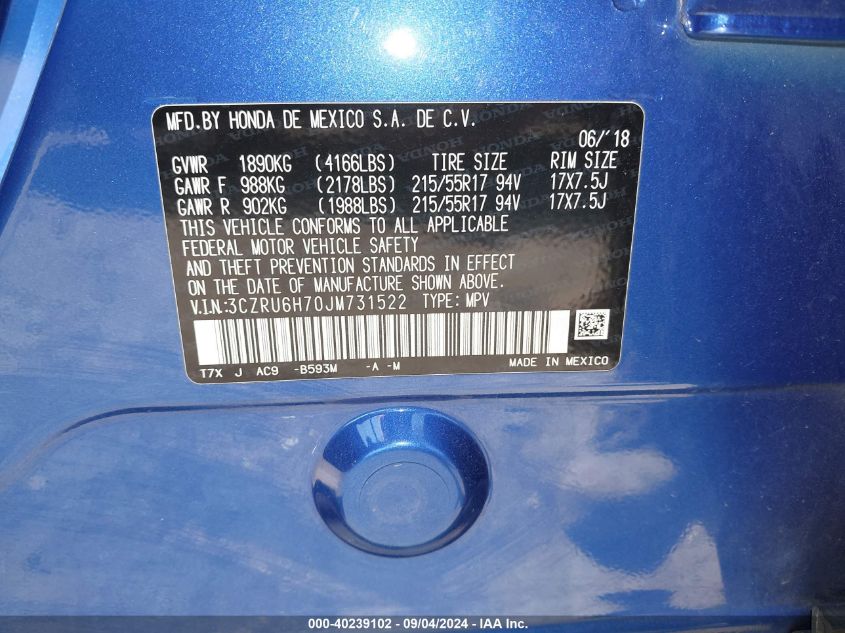 MFD.BY HONDA DE MEXICO S.A. DE C.V.
06/'18
GVWR 1890KG (4166LBS) TIRE SIZE RIM SIZE
GAWR F 988KG (2178LBS) 215/55R17 94V 17X7.5J
GAWR R 902KG (1988LBS) 215/55R17 94V 17X7.5J
THIS VEHICLE CONFORMS TO ALL APPLICABLE
FEDERAL MOTOR VEHICLE SAFETY
AND THEFT PREVENTION STANDARDS IN EFFECT
ON THE DATE OF MANUFACTURE SHOWN ABOVE.
V.I.N:3CZRU6H70JM731522 TYPE: MPV
T7X J AC9 -B593M -A -M MADE IN MEXICO
000-40239102 - 09/04/2024 - IAA Inc.